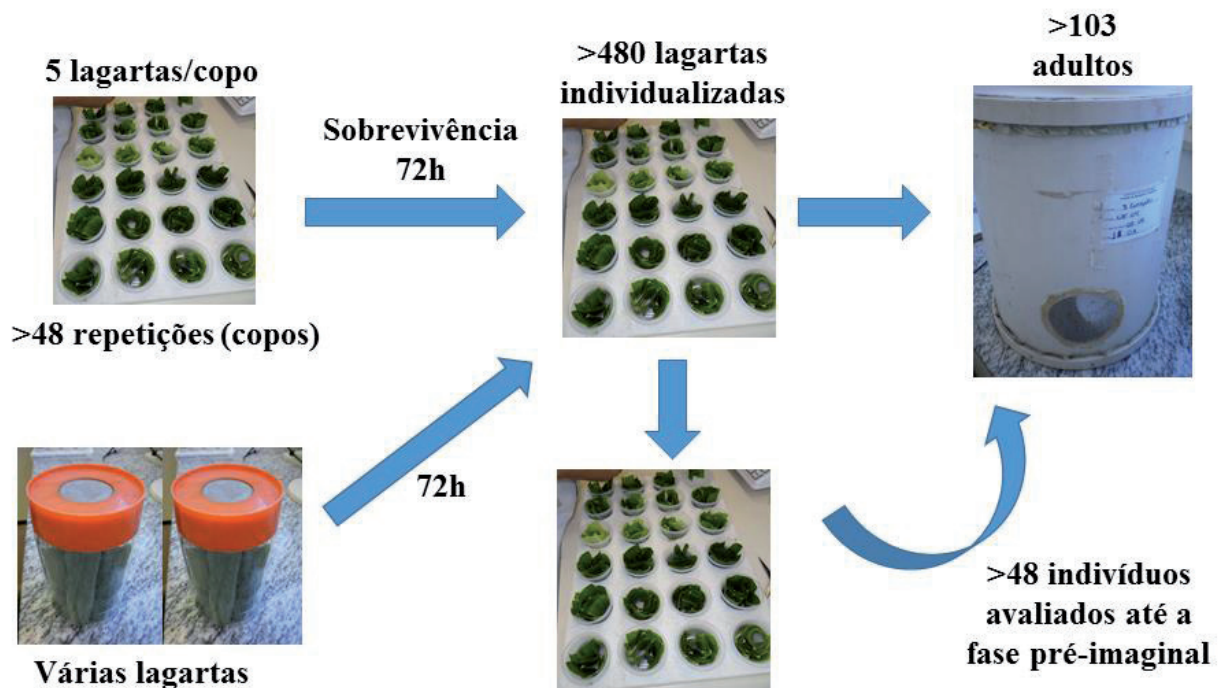 5 lagartas/copo
>48 repetições (copos)
Sobrevivência
72h
>480 lagartas
individualizadas
>103
adultos
Várias lagartas
72h
>48 indivíduos
avaliados até a
fase pré-imaginal